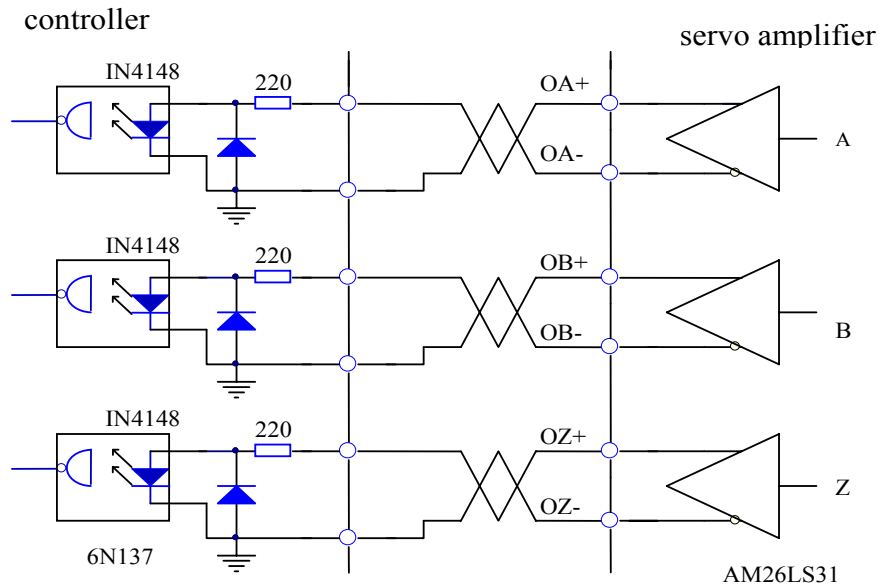 controller
servo amplifier
IN4148
220
OA+
OA-
A
IN4148
220
OB+
OB-
B
IN4148
220
OZ+
OZ-
Z
6N137
AM26LS31